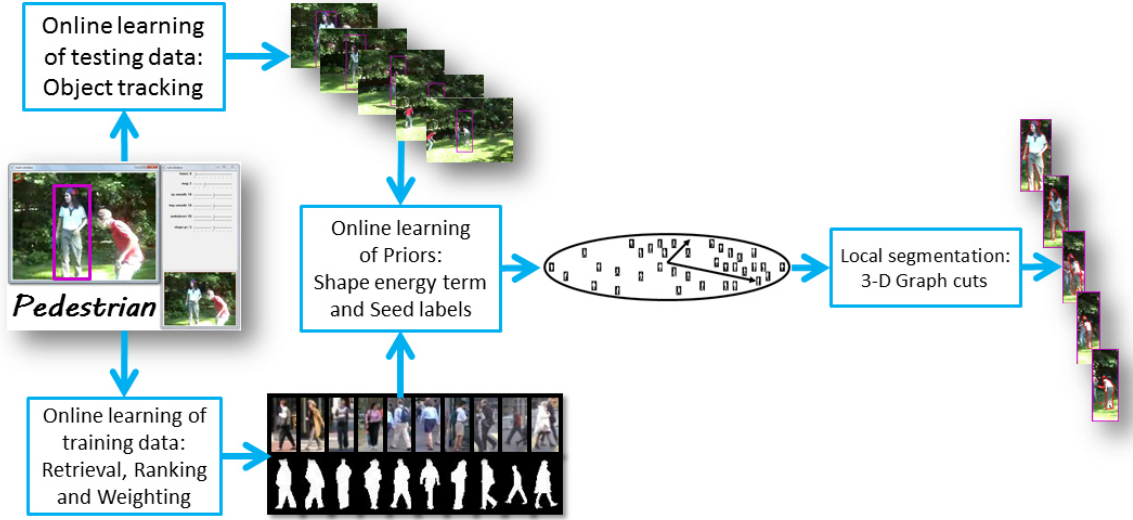 Online learning
of testing data:
Object tracking
Pedestrian
Online learning
of Priors:
Shape energy term
and Seed labels
Local segmentation:
3-D Graph cuts
Online learning of
training data:
Retrieval, Ranking
and Weighting